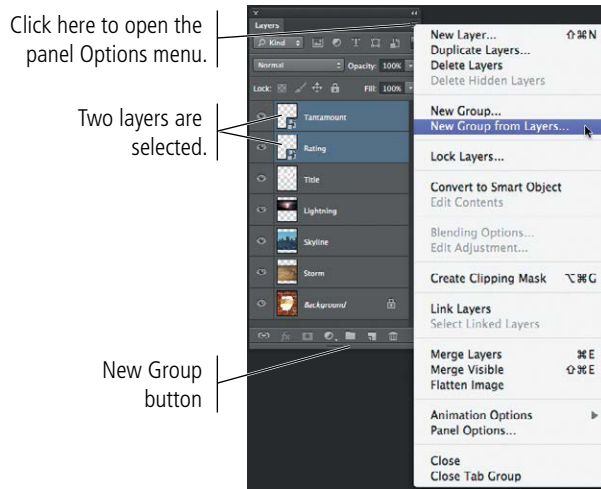 Click here to open the
panel Options menu.
Two layers are
selected.
New Group
button
Layers
Kind
Normal
Opacity: 100%
Lock:
Fill: 100%
Tantamount
Rating
Title
Lightning
Skyline
Storm
Background
fx
New Layer... ⇧⌘N
Duplicate Layers...
Delete Layers
Delete Hidden Layers
New Group...
New Group from Layers...
Lock Layers...
Convert to Smart Object
Edit Contents
Blending Options...
Edit Adjustment...
Create Clipping Mask ⌥⌘G
Link Layers
Select Linked Layers
Merge Layers ⌘E
Merge Visible ⇧⌘E
Flatten Image
Animation Options
Panel Options...
Close
Close Tab Group